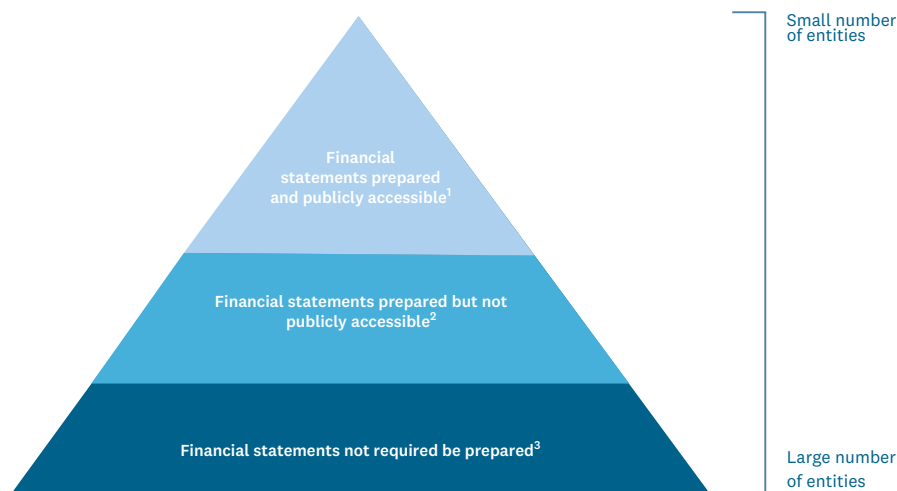 Small number
of entities
Financial
statements prepared
and publicly accessible¹
Financial statements prepared but not
publicly accessible²
Financial statements not required be prepared³
Large number
of entities